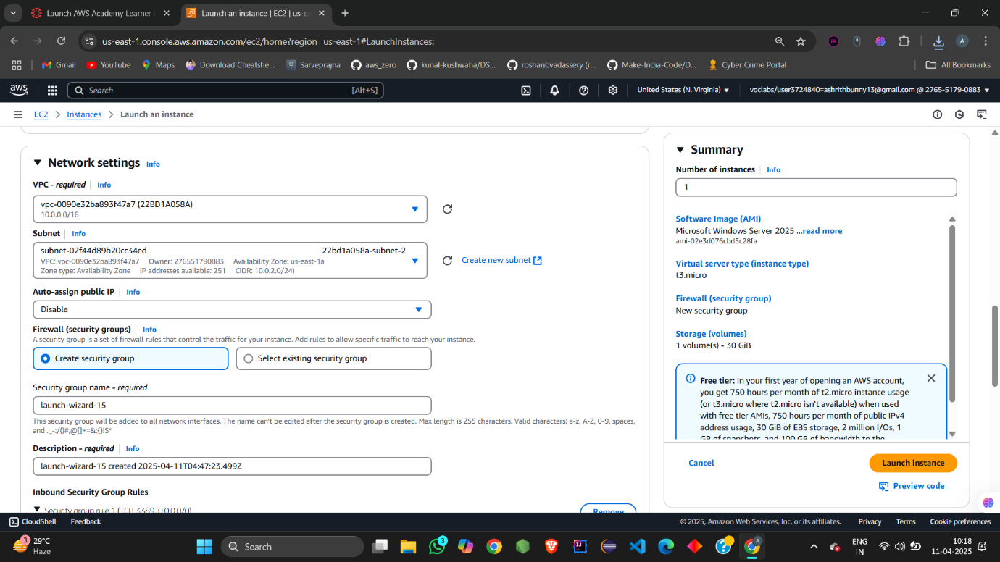 Launch AWS Academy Learner
Launch an instance | EC2 | us-ea
us-east-1.console.aws.amazon.com/ec2/home?region=us-east-1#LaunchInstances:
A
Gmail
YouTube
Maps
Download Cheatshe...
Sarveprajna
aws_zero
kunal-kushwaha/DS...
roshanbvadassery (r...
Make-India-Code/D...
Cyber Crime Portal
All Bookmarks
aws
Search
[Alt+S]
United States (N. Virginia)
voclabs/user3724840=ashrithbunny13@gmail.com @ 2765-5179-0883
EC2
Instances
Launch an instance
Network settings Info
VPC - required Info
vpc-0090e32ba893f47a7 (22BD1A058A)
10.0.0.0/16
Subnet Info
subnet-02f44d89b20cc34ed 22bd1a058a-subnet-2
VPC: vpc-0090e32ba893f47a7 Owner: 276551790883 Availability Zone: us-east-1a
Zone type: Availability Zone IP addresses available: 251 CIDR: 10.0.2.0/24)
Create new subnet
Auto-assign public IP Info
Disable
Firewall (security groups) Info
A security group is a set of firewall rules that control the traffic for your instance. Add rules to allow specific traffic to reach your instance.
Create security group
Select existing security group
Security group name - required
launch-wizard-15
This security group will be added to all network interfaces. The name can't be edited after the security group is created. Max length is 255 characters. Valid characters: a-z, A-Z, 0-9, spaces,
and ._-:/()#,@[]+=&;{}!$*
Description - required Info
launch-wizard-15 created 2025-04-11T04:47:23.499Z
Inbound Security Group Rules
Security group rule 1 (TCP, 3389, 0.0.0.0/0)
Remove
Summary
Number of instances Info
1
Software Image (AMI)
Microsoft Windows Server 2025 ...read more
ami-02e3d076cbd5c28fa
Virtual server type (instance type)
t3.micro
Firewall (security group)
New security group
Storage (volumes)
1 volume(s) - 30 GiB
Free tier: In your first year of opening an AWS account,
you get 750 hours per month of t2.micro instance usage
(or t3.micro where t2.micro isn't available) when used
with free tier AMIs, 750 hours per month of public IPv4
address usage, 30 GiB of EBS storage, 2 million I/Os, 1
GB of snapshots, and 100 GB of bandwidth to the
Cancel
Launch instance
Preview code
CloudShell
Feedback
© 2025, Amazon Web Services, Inc. or its affiliates.
Privacy
Terms
Cookie preferences
3
29°C
Haze
Search
3
A
ENG
IN
10:18
11-04-2025